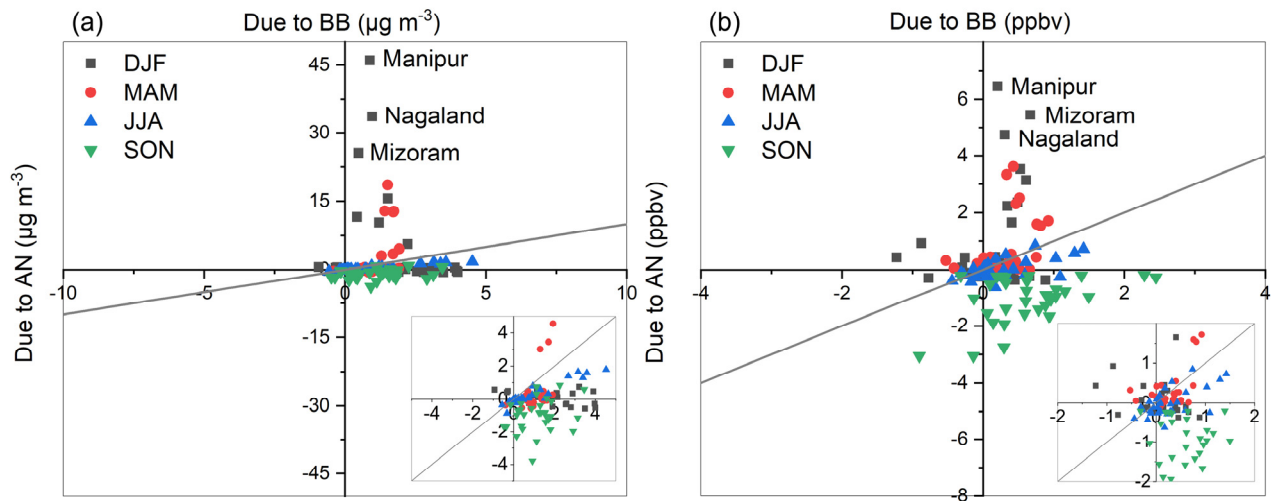 (a) Due to BB (µg m⁻³)
Due to AN (µg m⁻³)
DJF
MAM
JJA
SON
Manipur
Nagaland
Mizoram
45
30
15
0
-15
-30
-45
-10
-5
0
5
10
4
2
0
-2
-4
-4
-2
0
2
4
(b) Due to BB (ppbv)
Due to AN (ppbv)
DJF
MAM
JJA
SON
Manipur
Mizoram
Nagaland
6
4
2
0
-2
-4
-6
-8
-4
-2
0
2
4
1
0
-1
-2
-2
-1
0
1
2